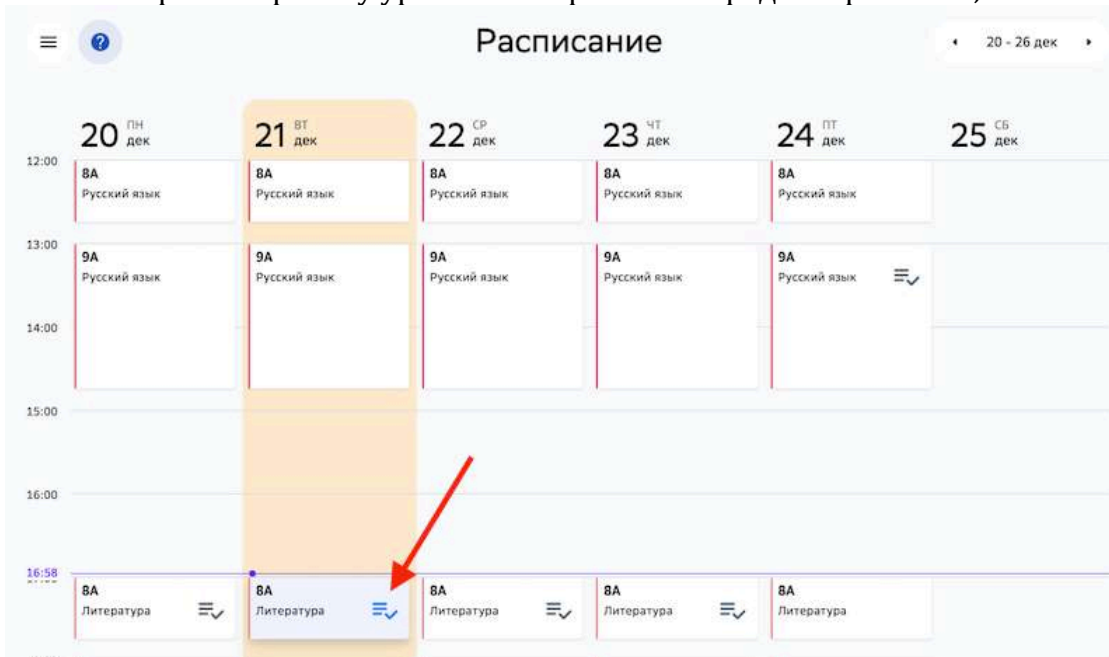 Расписание
20 - 26 дек
20 ПН дек
21 ВТ дек
22 СР дек
23 ЧТ дек
24 ПТ дек
25 СБ дек
12:00
8А
Русский язык
8А
Русский язык
8А
Русский язык
8А
Русский язык
8А
Русский язык
13:00
9А
Русский язык
9А
Русский язык
9А
Русский язык
9А
Русский язык
9А
Русский язык
14:00
15:00
16:00
16:58
8А
Литература
8А
Литература
8А
Литература
8А
Литература
8А
Литература